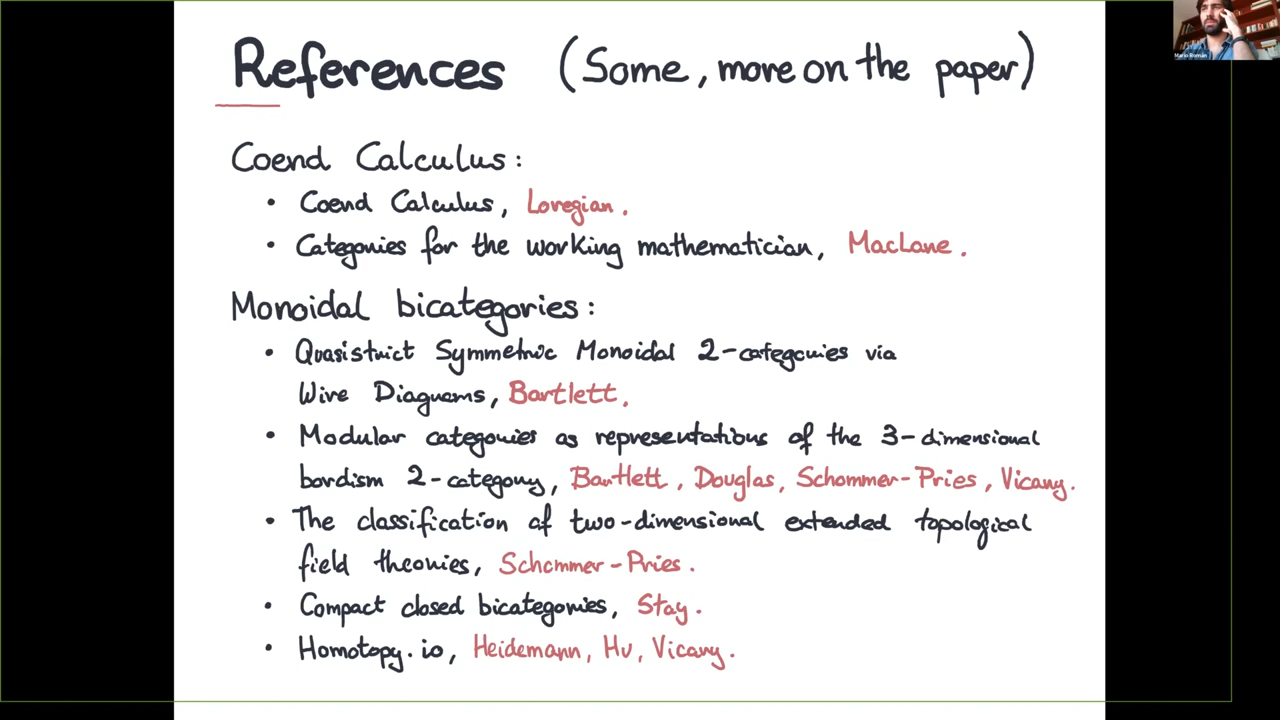 References (Some, more on the paper)
Mario Román
Coend Calculus:
• Coend Calculus, Loregian.
• Categories for the working mathematician, MacLane.
Monoidal bicategories:
• Quasistrict Symmetric Monoidal 2-categories via
Wire Diagrams, Bartlett.
• Modular categories as representations of the 3-dimensional
bordism 2-category, Bartlett, Douglas, Schommer-Pries, Vicary.
• The classification of two-dimensional extended topological
field theories, Schommer-Pries.
• Compact closed bicategories, Stay.
• Homotopy.io, Heidemann, Hu, Vicary.